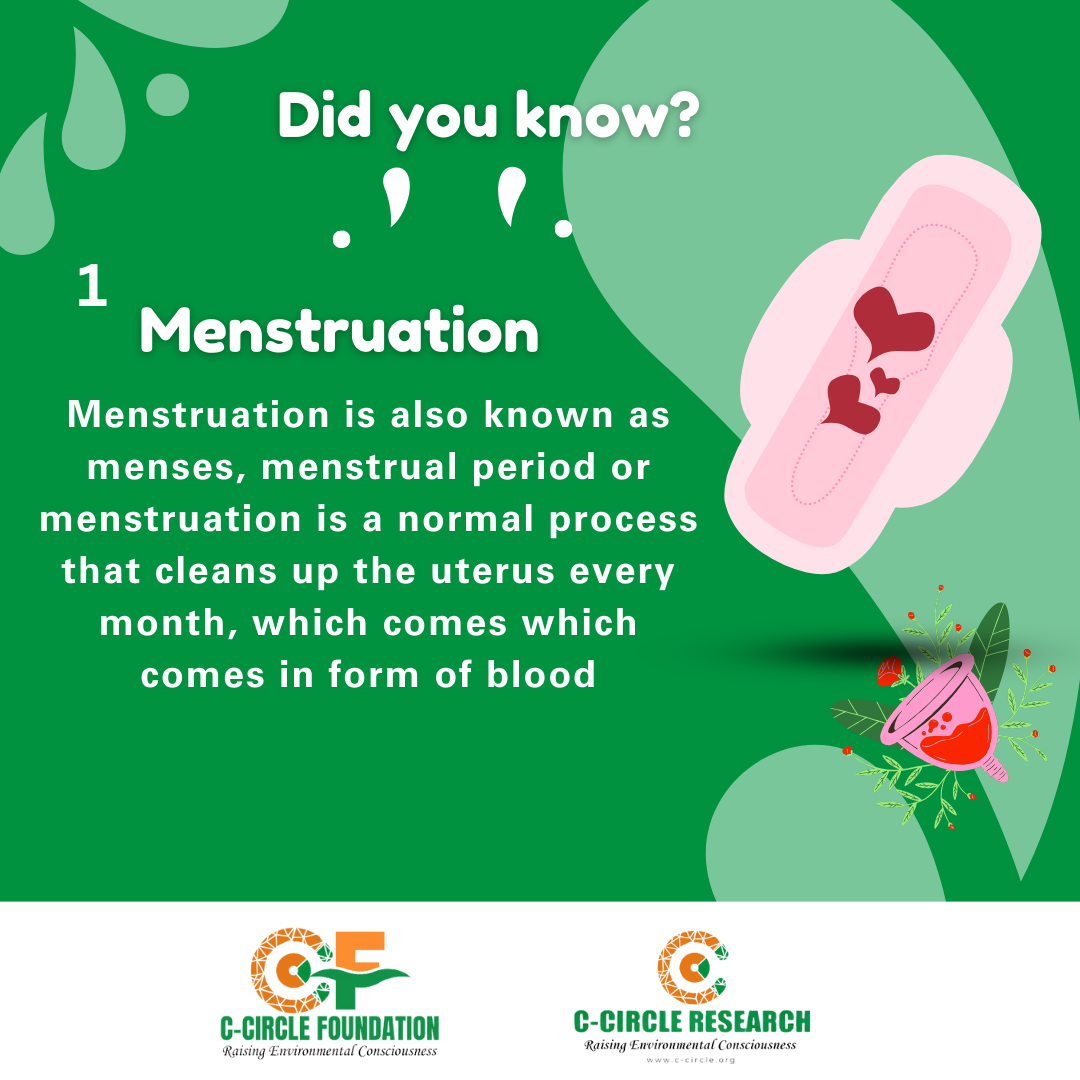 Did you know?
1
Menstruation
Menstruation is also known as
menses, menstrual period or
menstruation is a normal process
that cleans up the uterus every
month, which comes which
comes in form of blood
CF
C-CIRCLE FOUNDATION
Raising Environmental Consciousness
C-CIRCLE RESEARCH
Raising Environmental Consciousness
www.c-circle.org